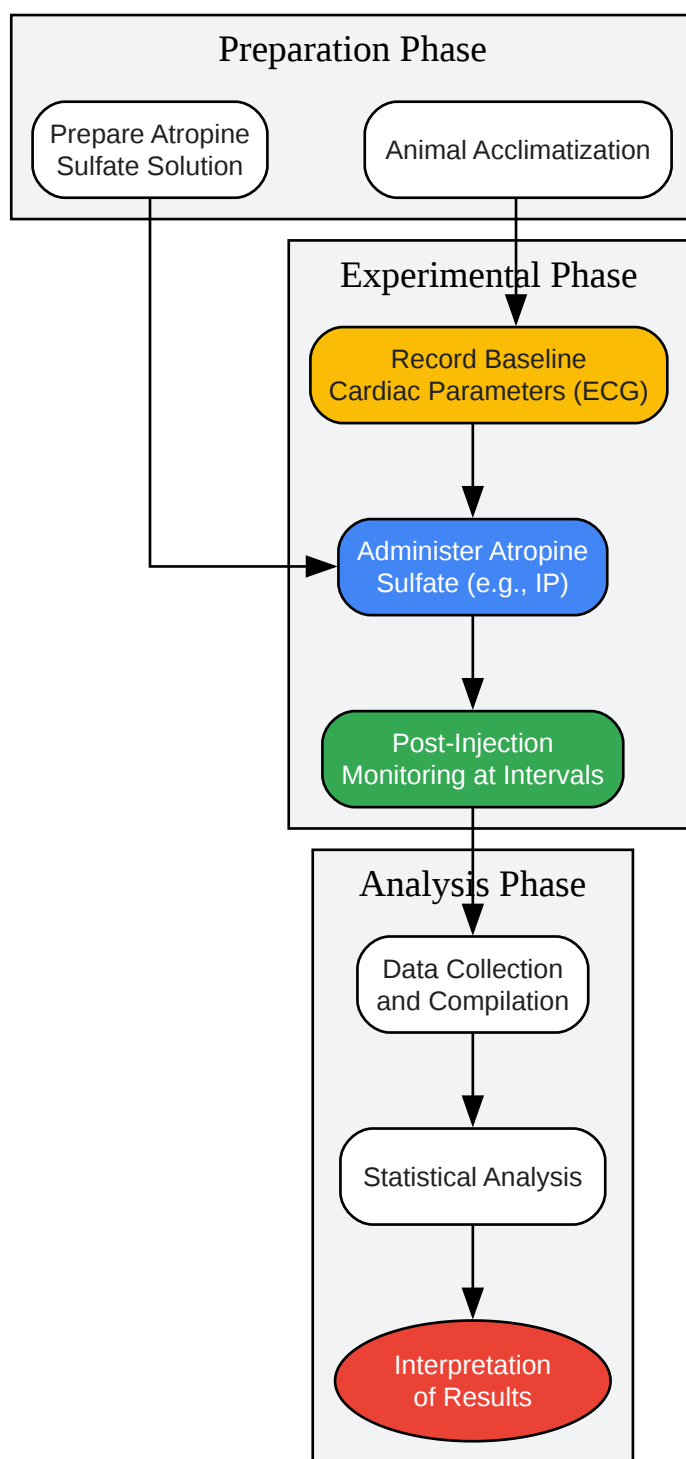 Preparation Phase
Prepare Atropine
Sulfate Solution
Animal Acclimatization
Experimental Phase
Record Baseline
Cardiac Parameters (ECG)
Administer Atropine
Sulfate (e.g., IP)
Post-Injection
Monitoring at Intervals
Analysis Phase
Data Collection
and Compilation
Statistical Analysis
Interpretation
of Results